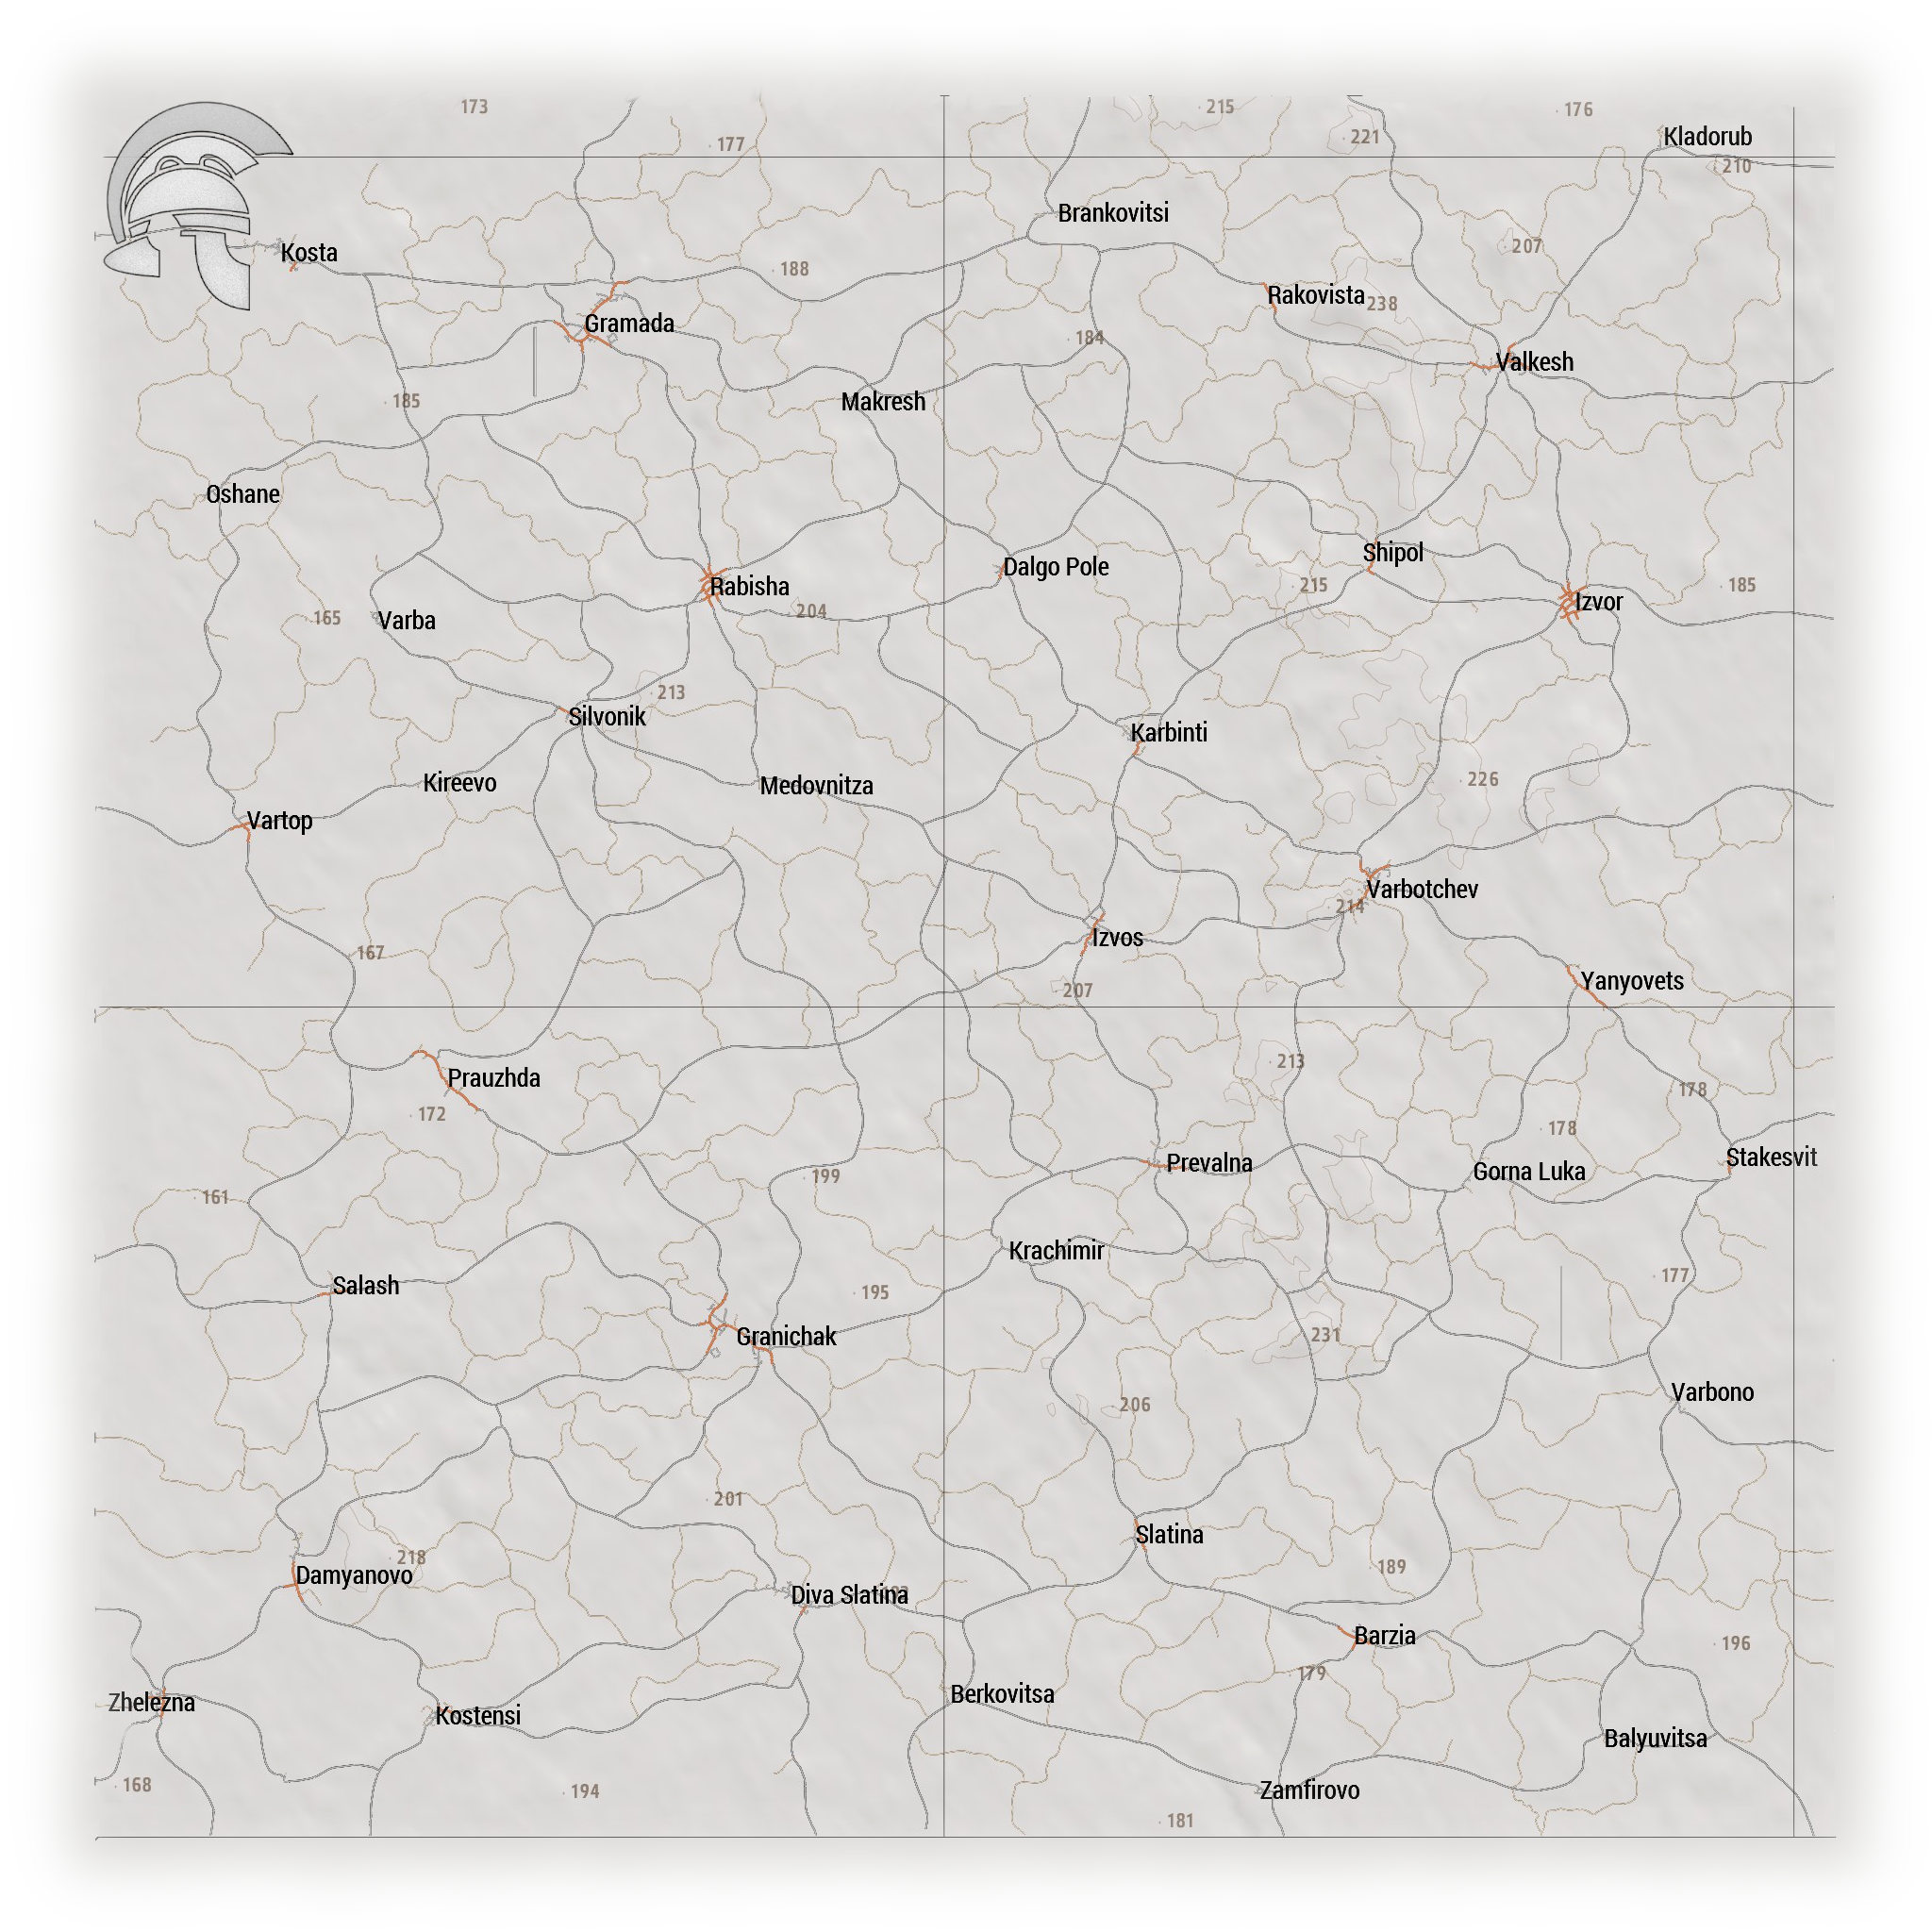 173
215
176
221
Kladorub
177
210
Brankovitsi
207
Kosta
188
Rakovista
238
Gramada
184
Valkesh
185
Makresh
Oshane
Shipol
Dalgo Pole
Rabisha
215
185
Izvor
204
165
Varba
213
Silvonik
Karbinti
226
Kireevo
Medovnitza
Vartop
Varbotchev
214
Izvos
167
Yanyovets
207
213
Prauzhda
178
172
178
Stakesvit
Prevalna
Gorna Luka
199
161
Krachimir
177
Salash
195
231
Granichak
Varbono
206
201
Slatina
218
189
Damyanovo
Diva Slatina
Barzia
196
179
Berkovitsa
Zhelezna
Kostensi
Balyuvitsa
168
Zamfirovo
194
181